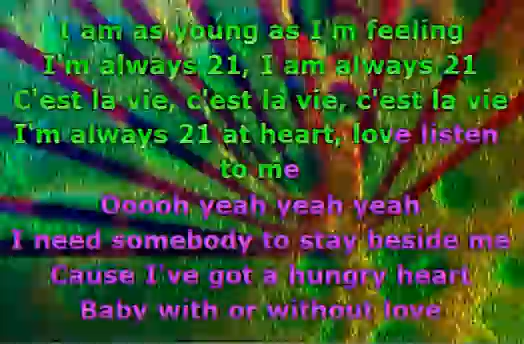 I am as young as I'm feeling
I'm always 21, I am always 21
C'est la vie, c'est la vie, c'est la vie
I'm always 21 at heart, love listen
to me
Ooooh yeah yeah yeah
I need somebody to stay beside me
Cause I've got a hungry heart
Baby with or without love